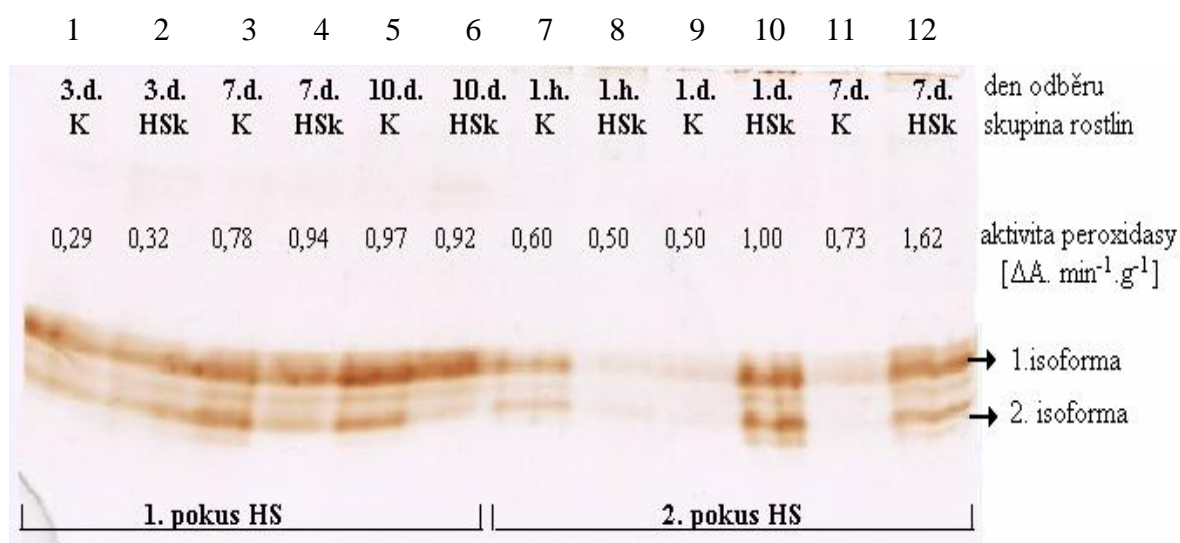 1 2 3 4 5 6 7 8 9 10 11 12
3.d. 3.d. 7.d. 7.d. 10.d. 10.d. 1.h. 1.h. 1.d. 1.d. 7.d. 7.d. den odběru
K HSk K HSk K HSk K HSk K HSk K HSk skupina rostlin
0,29 0,32 0,78 0,94 0,97 0,92 0,60 0,50 0,50 1,00 0,73 1,62 aktivita peroxidasy
[ΔA. min⁻¹.g⁻¹]
1.isoforma
2. isoforma
1. pokus HS 2. pokus HS